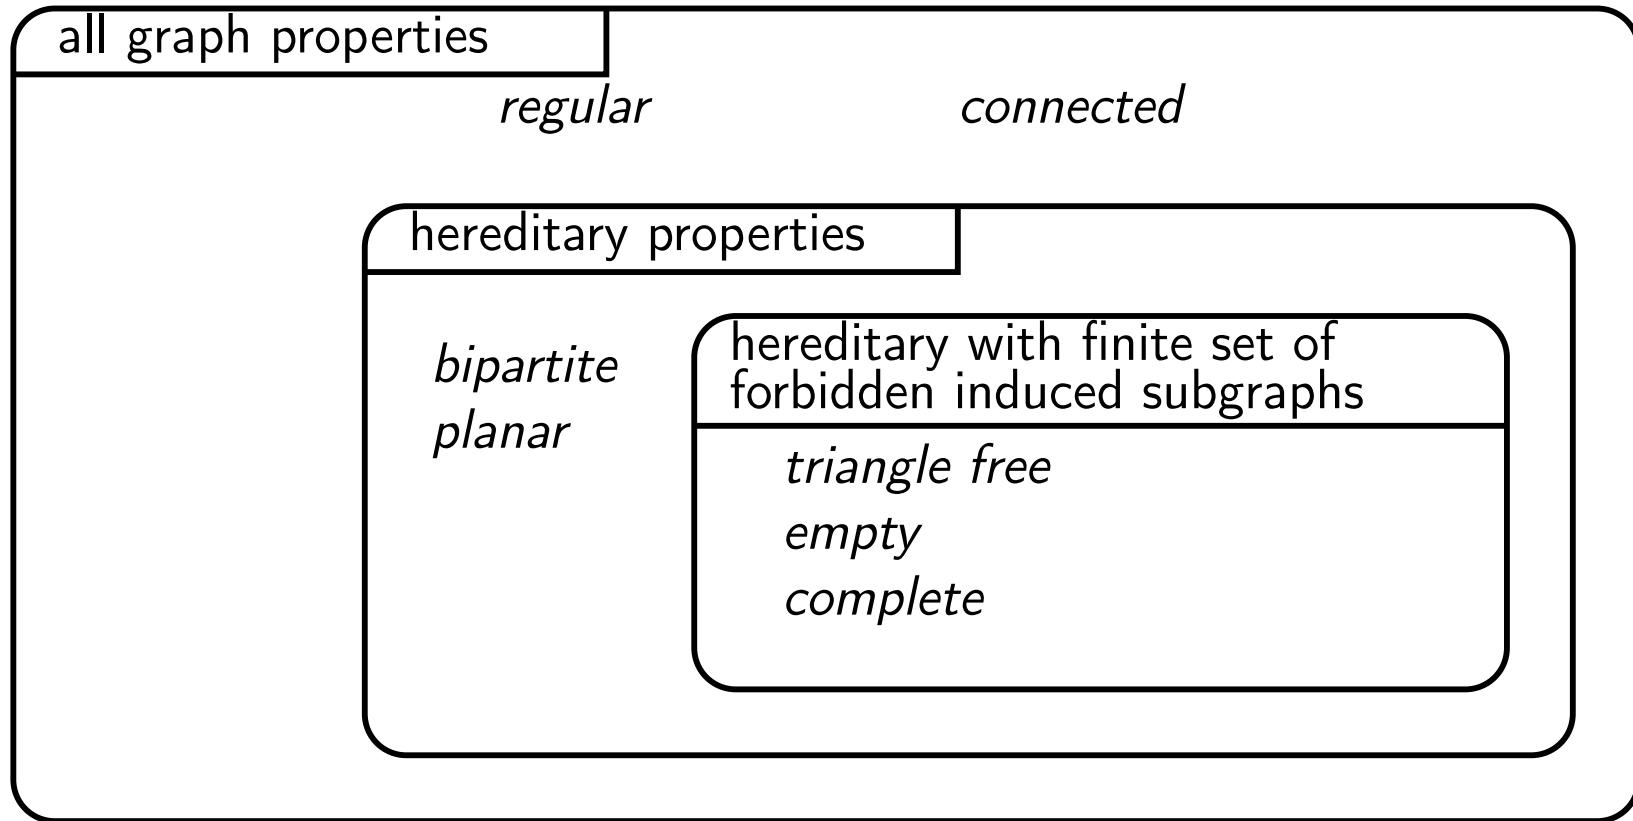 all graph properties
regular
connected
hereditary properties
bipartite
planar
hereditary with finite set of
forbidden induced subgraphs
triangle free
empty
complete